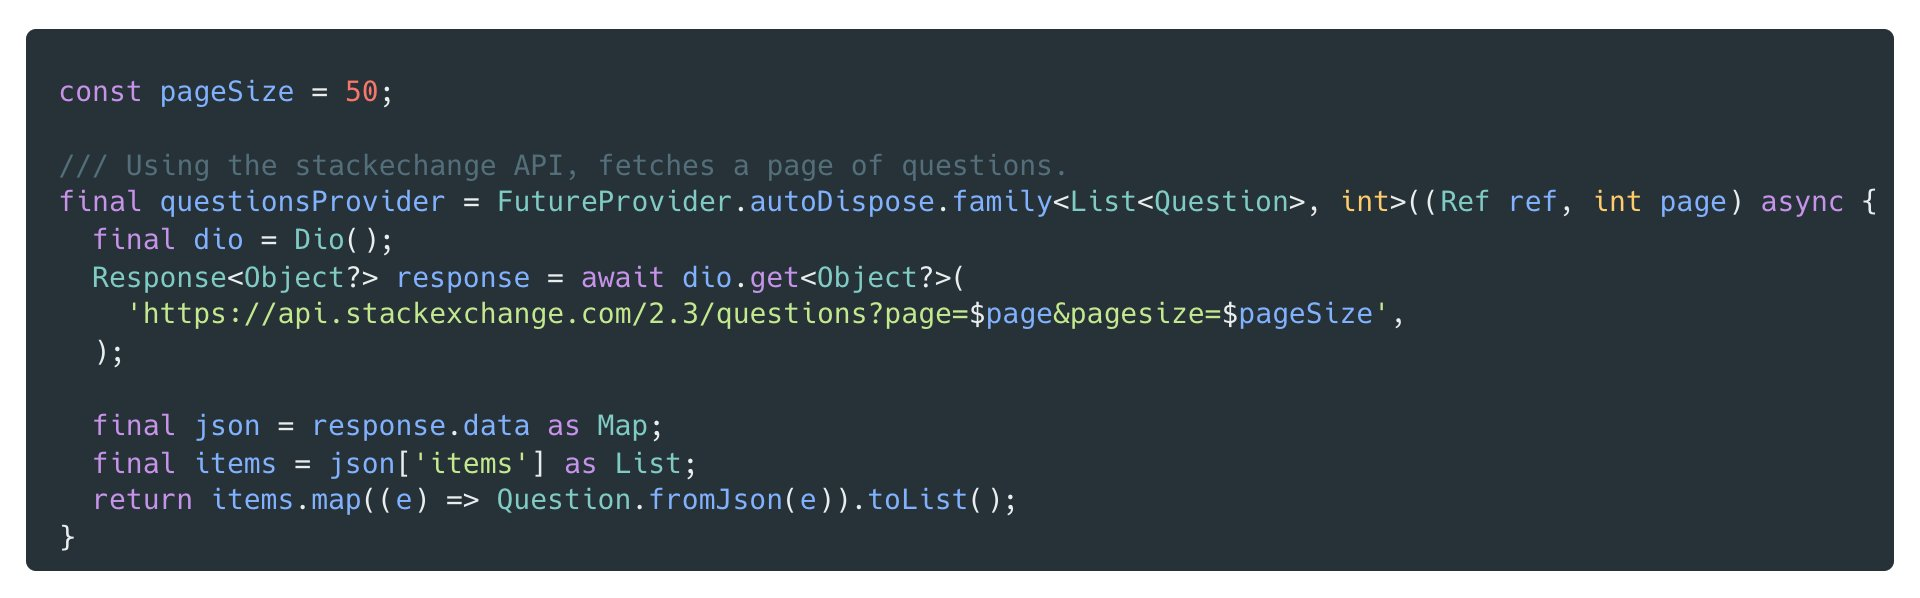 const pageSize = 50;
/// Using the stackechange API, fetches a page of questions.
final questionsProvider = FutureProvider.autoDispose.family<List<Question>, int>((Ref ref, int page) async {
  final dio = Dio();
  Response<Object?> response = await dio.get<Object?>(
    'https://api.stackexchange.com/2.3/questions?page=$page&pagesize=$pageSize',
  );
  final json = response.data as Map;
  final items = json['items'] as List;
  return items.map((e) => Question.fromJson(e)).toList();
}